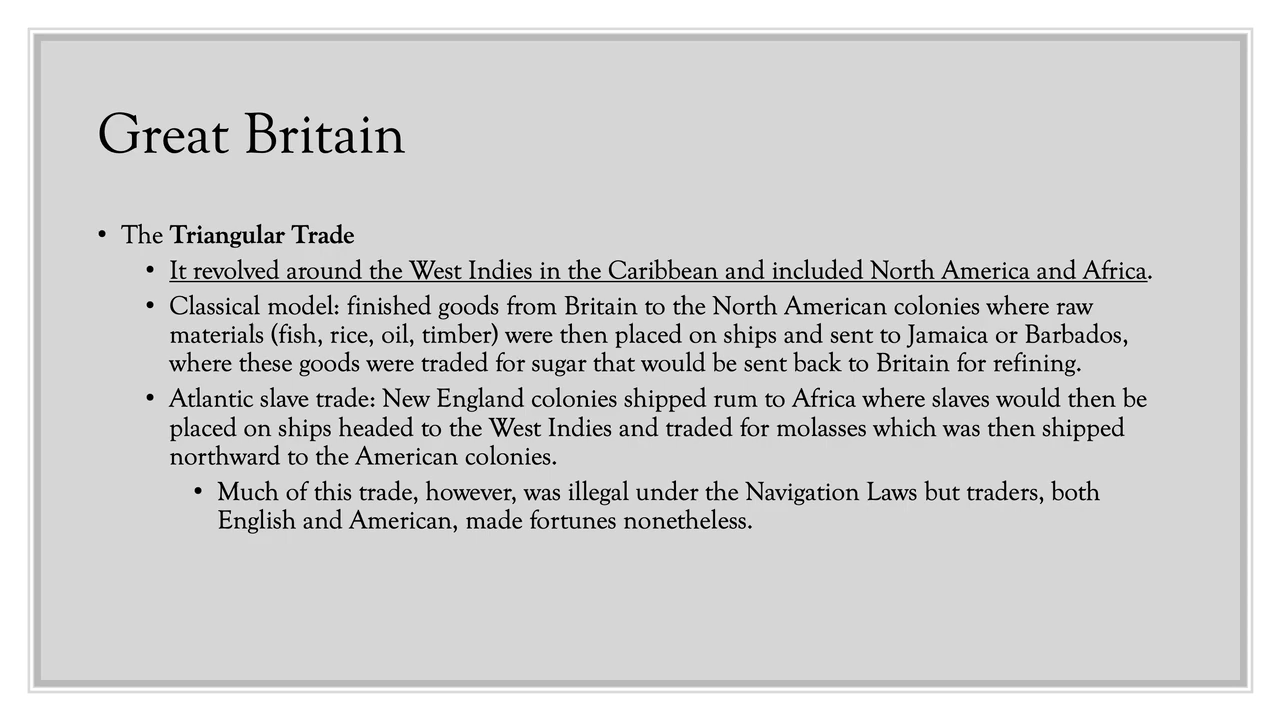 Great Britain
• The Triangular Trade
• It revolved around the West Indies in the Caribbean and included North America and Africa.
• Classical model: finished goods from Britain to the North American colonies where raw
materials (fish, rice, oil, timber) were then placed on ships and sent to Jamaica or Barbados,
where these goods were traded for sugar that would be sent back to Britain for refining.
• Atlantic slave trade: New England colonies shipped rum to Africa where slaves would then be
placed on ships headed to the West Indies and traded for molasses which was then shipped
northward to the American colonies.
• Much of this trade, however, was illegal under the Navigation Laws but traders, both
English and American, made fortunes nonetheless.